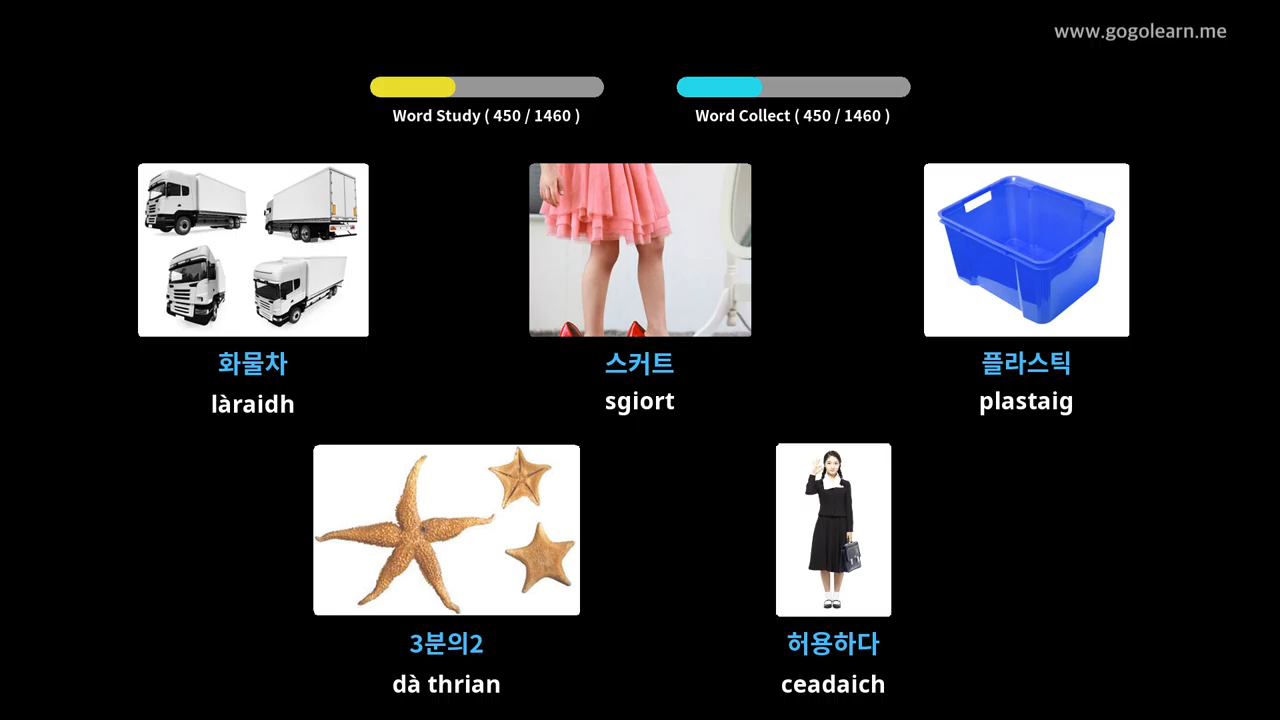 www.gogolearn.me
Word Study ( 450 / 1460 )
Word Collect ( 450 / 1460 )
화물차
làraidh
스커트
sgiort
플라스틱
plastaig
3분의2
dà thrian
허용하다
ceadaich